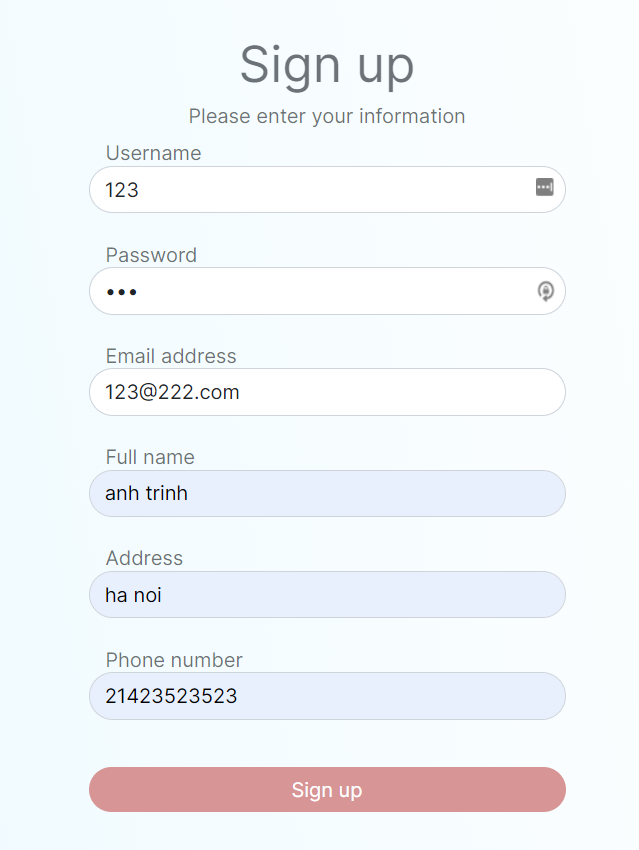 Sign up
Please enter your information
Username
123
Password
•••
Email address
123@222.com
Full name
anh trinh
Address
ha noi
Phone number
21423523523
Sign up